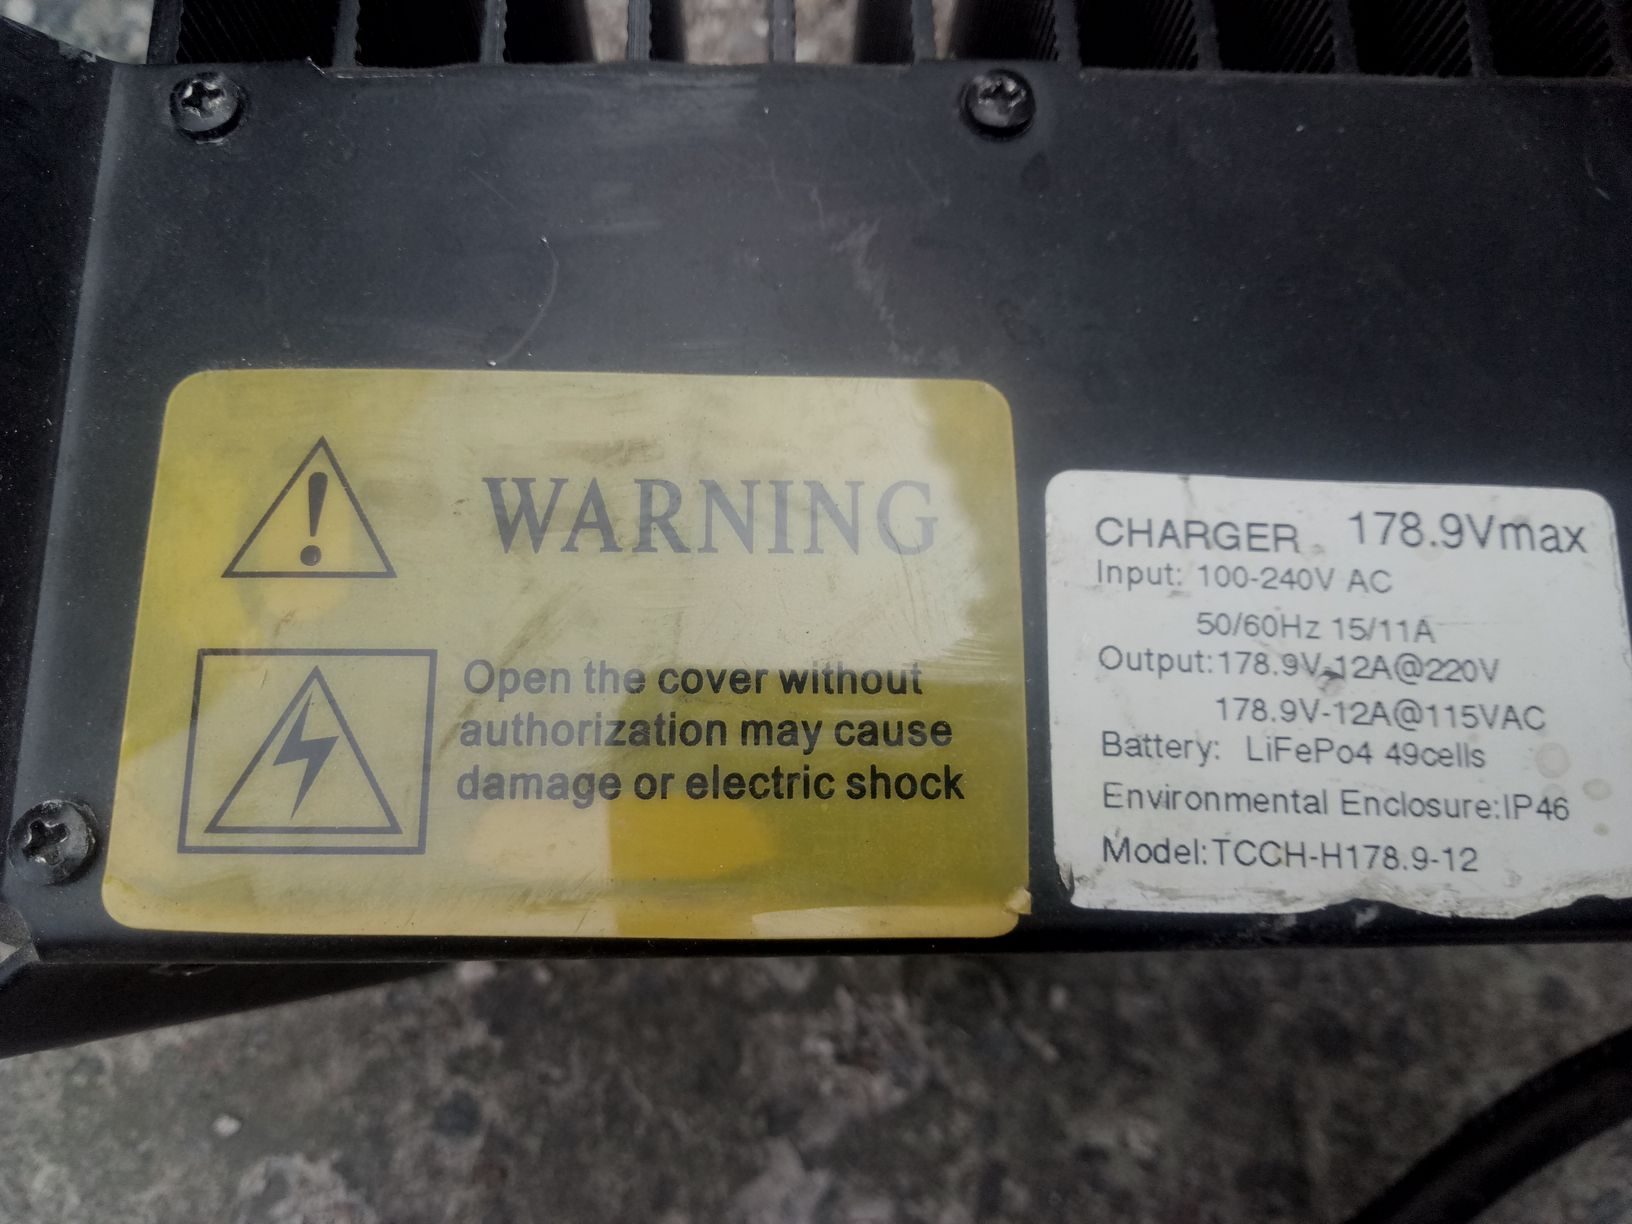 WARNING
Open the cover without
authorization may cause
damage or electric shock
CHARGER 178.9Vmax
Input: 100-240V AC
50/60Hz 15/11A
Output:178.9V-12A@220V
178.9V-12A@115VAC
Battery: LiFePo4 49cells
Environmental Enclosure:IP46
Model:TCCH-H178.9-12